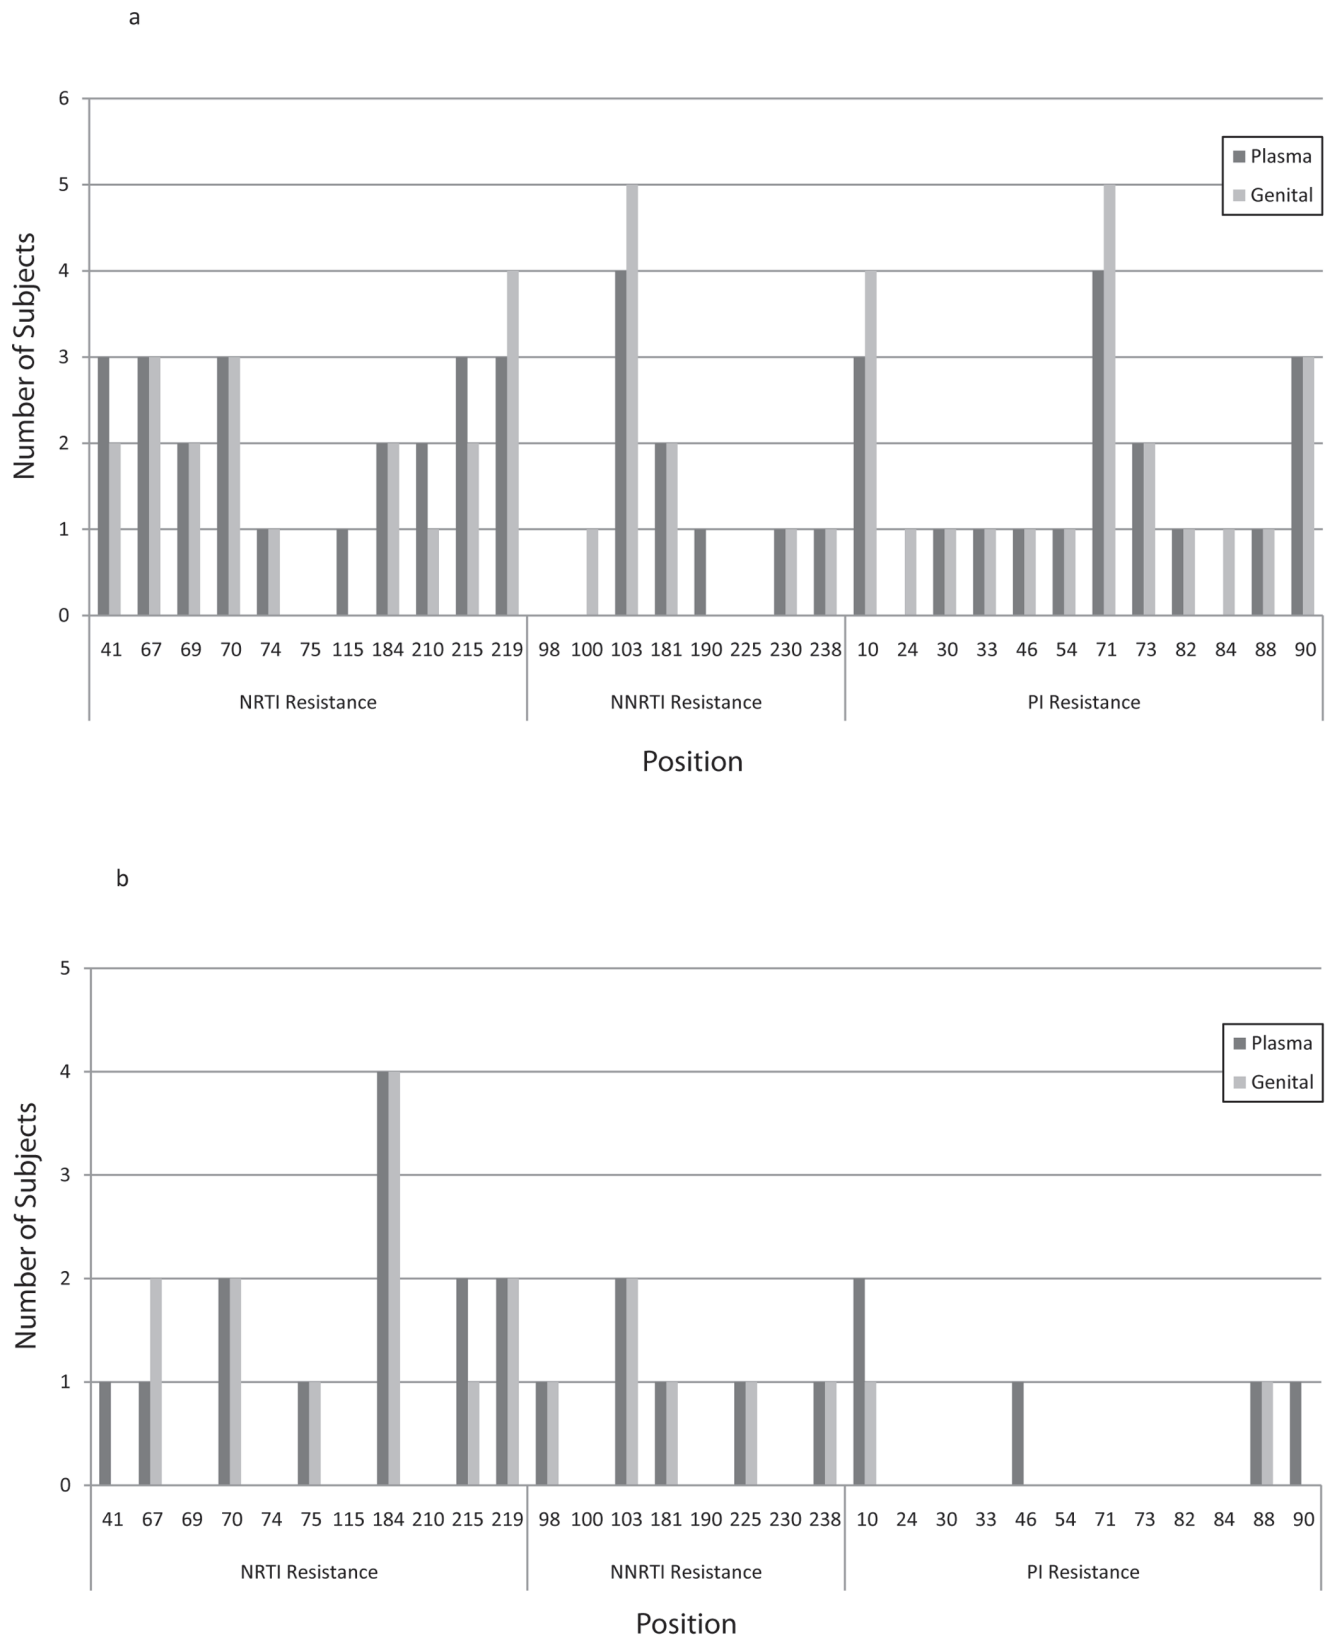 a
6
Plasma
5
Genital
4
3
2
1
0
Number of Subjects
41 67 69 70 74 75 115 184 210 215 219 98 100 103 181 190 225 230 238 10 24 30 33 46 54 71 73 82 84 88 90
NRTI Resistance NNRTI Resistance PI Resistance
Position
b
5
Plasma
4
Genital
3
2
1
0
Number of Subjects
41 67 69 70 74 75 115 184 210 215 219 98 100 103 181 190 225 230 238 10 24 30 33 46 54 71 73 82 84 88 90
NRTI Resistance NNRTI Resistance PI Resistance
Position